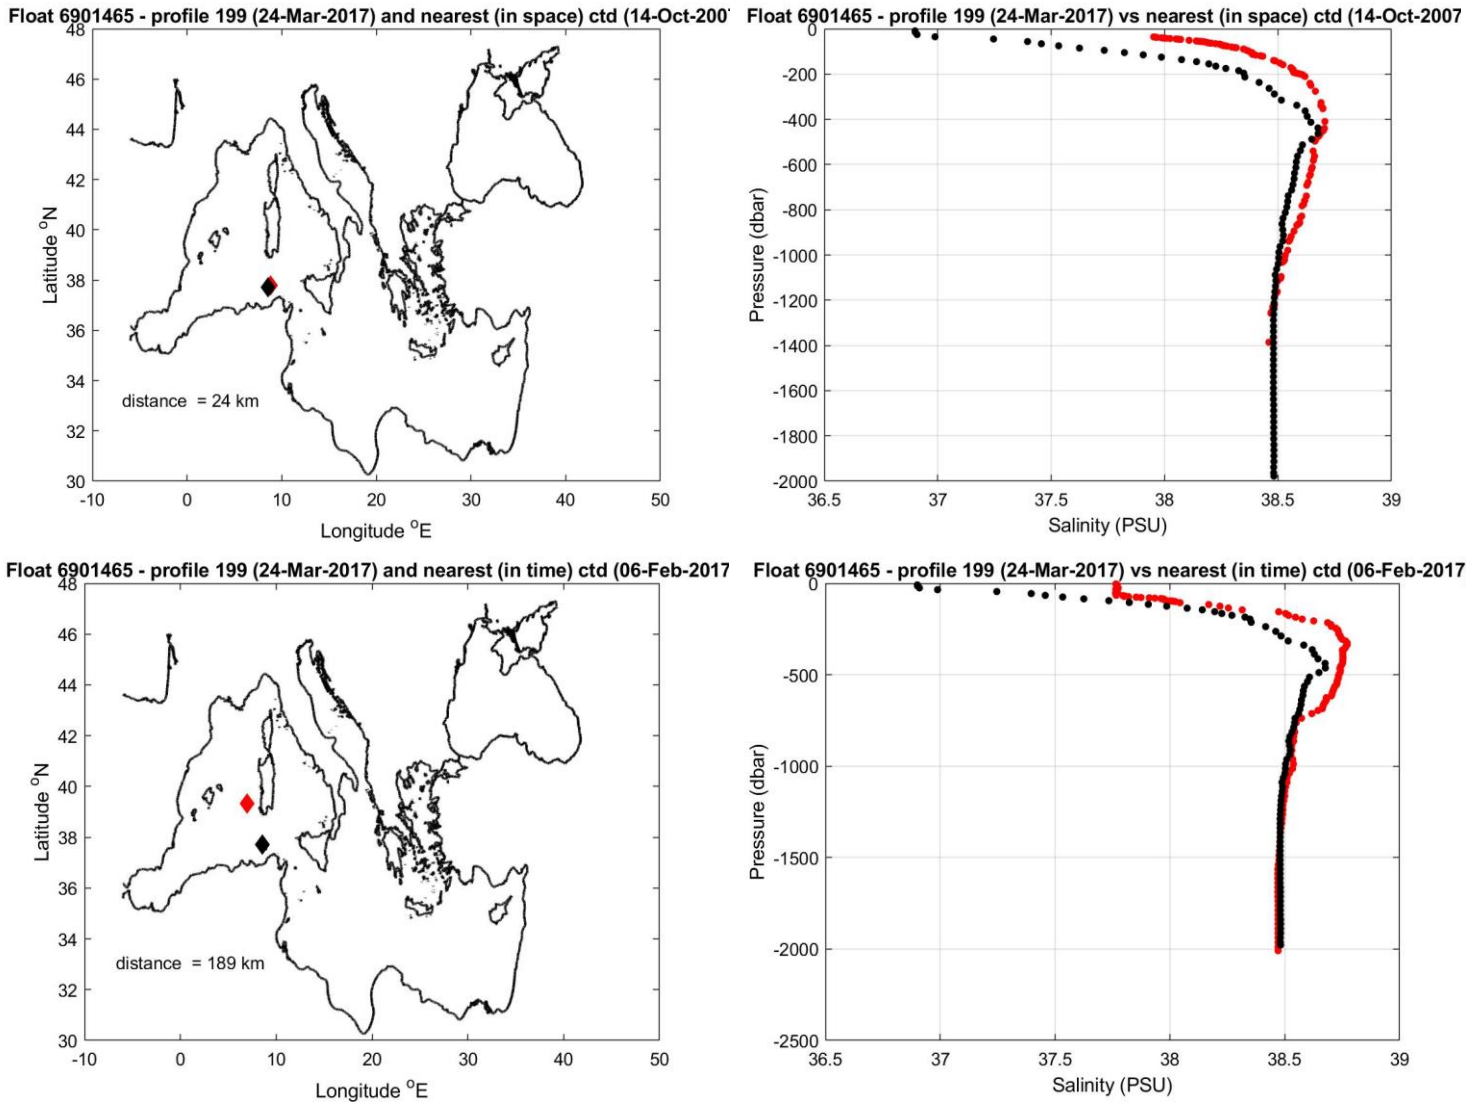 Float 6901465 - profile 199 (24-Mar-2017) and nearest (in space) ctd (14-Oct-2007
48
46
44
42
40
38
36
34
32
30
Latitude °N
distance = 24 km
-10 0 10 20 30 40 50
Longitude °E
Float 6901465 - profile 199 (24-Mar-2017) vs nearest (in space) ctd (14-Oct-2007
0
-200
-400
-600
-800
-1000
-1200
-1400
-1600
-1800
-2000
Pressure (dbar)
36.5 37 37.5 38 38.5 39
Salinity (PSU)
Float 6901465 - profile 199 (24-Mar-2017) and nearest (in time) ctd (06-Feb-2017
48
46
44
42
40
38
36
34
32
30
Latitude °N
distance = 189 km
-10 0 10 20 30 40 50
Longitude °E
Float 6901465 - profile 199 (24-Mar-2017) vs nearest (in time) ctd (06-Feb-2017
0
-500
-1000
-1500
-2000
-2500
Pressure (dbar)
36.5 37 37.5 38 38.5 39
Salinity (PSU)